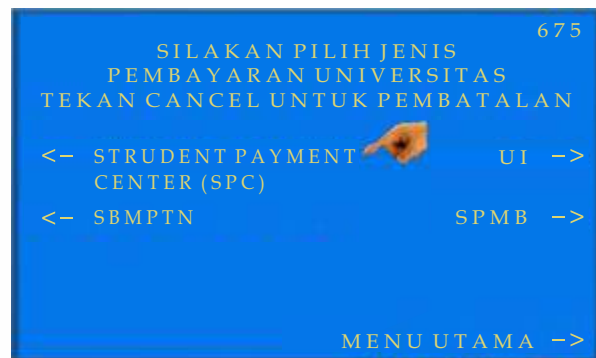 675
SILAKAN PILIH JENIS
PEMBAYARAN UNIVERSITAS
TEKAN CANCEL UNTUK PEMBATALAN
<- STRUDENT PAYMENT UI ->
CENTER (SPC)
<- SBMPTN SPMB ->
MENU UTAMA ->